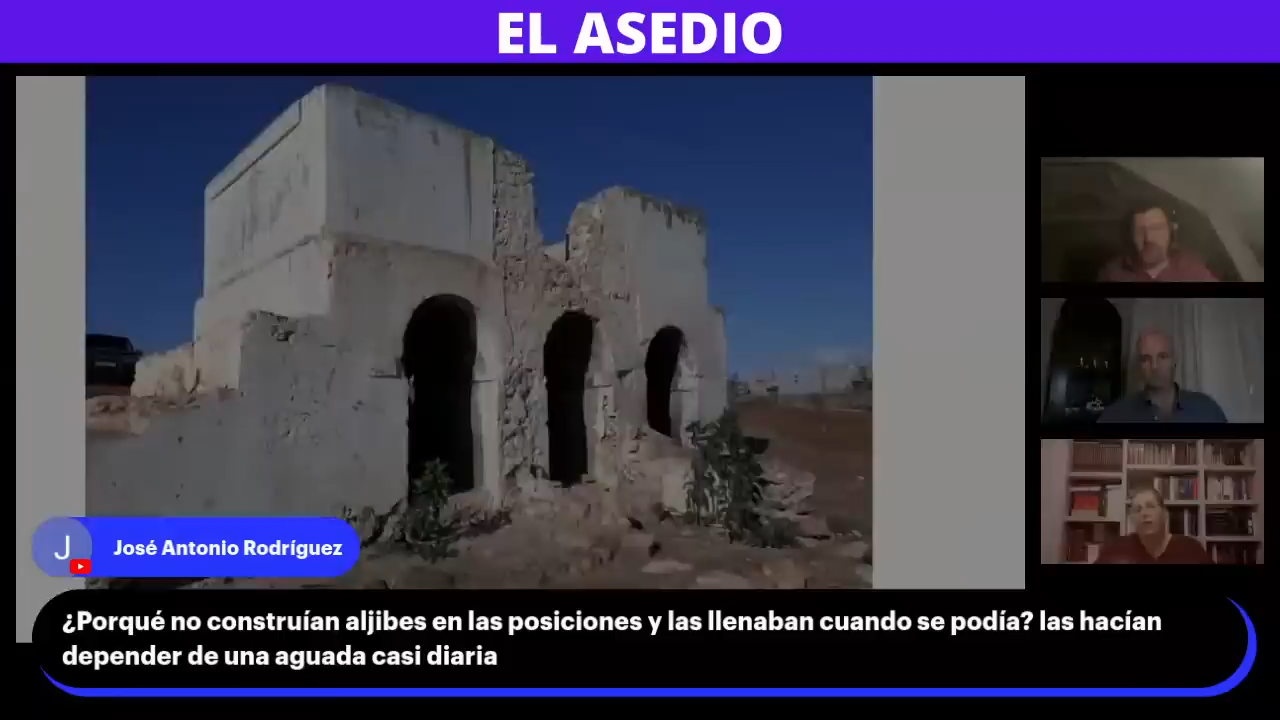 EL ASEDIO
J
José Antonio Rodríguez
¿Porqué no construían aljibes en las posiciones y las llenaban cuando se podía? las hacían
depender de una aguada casi diaria